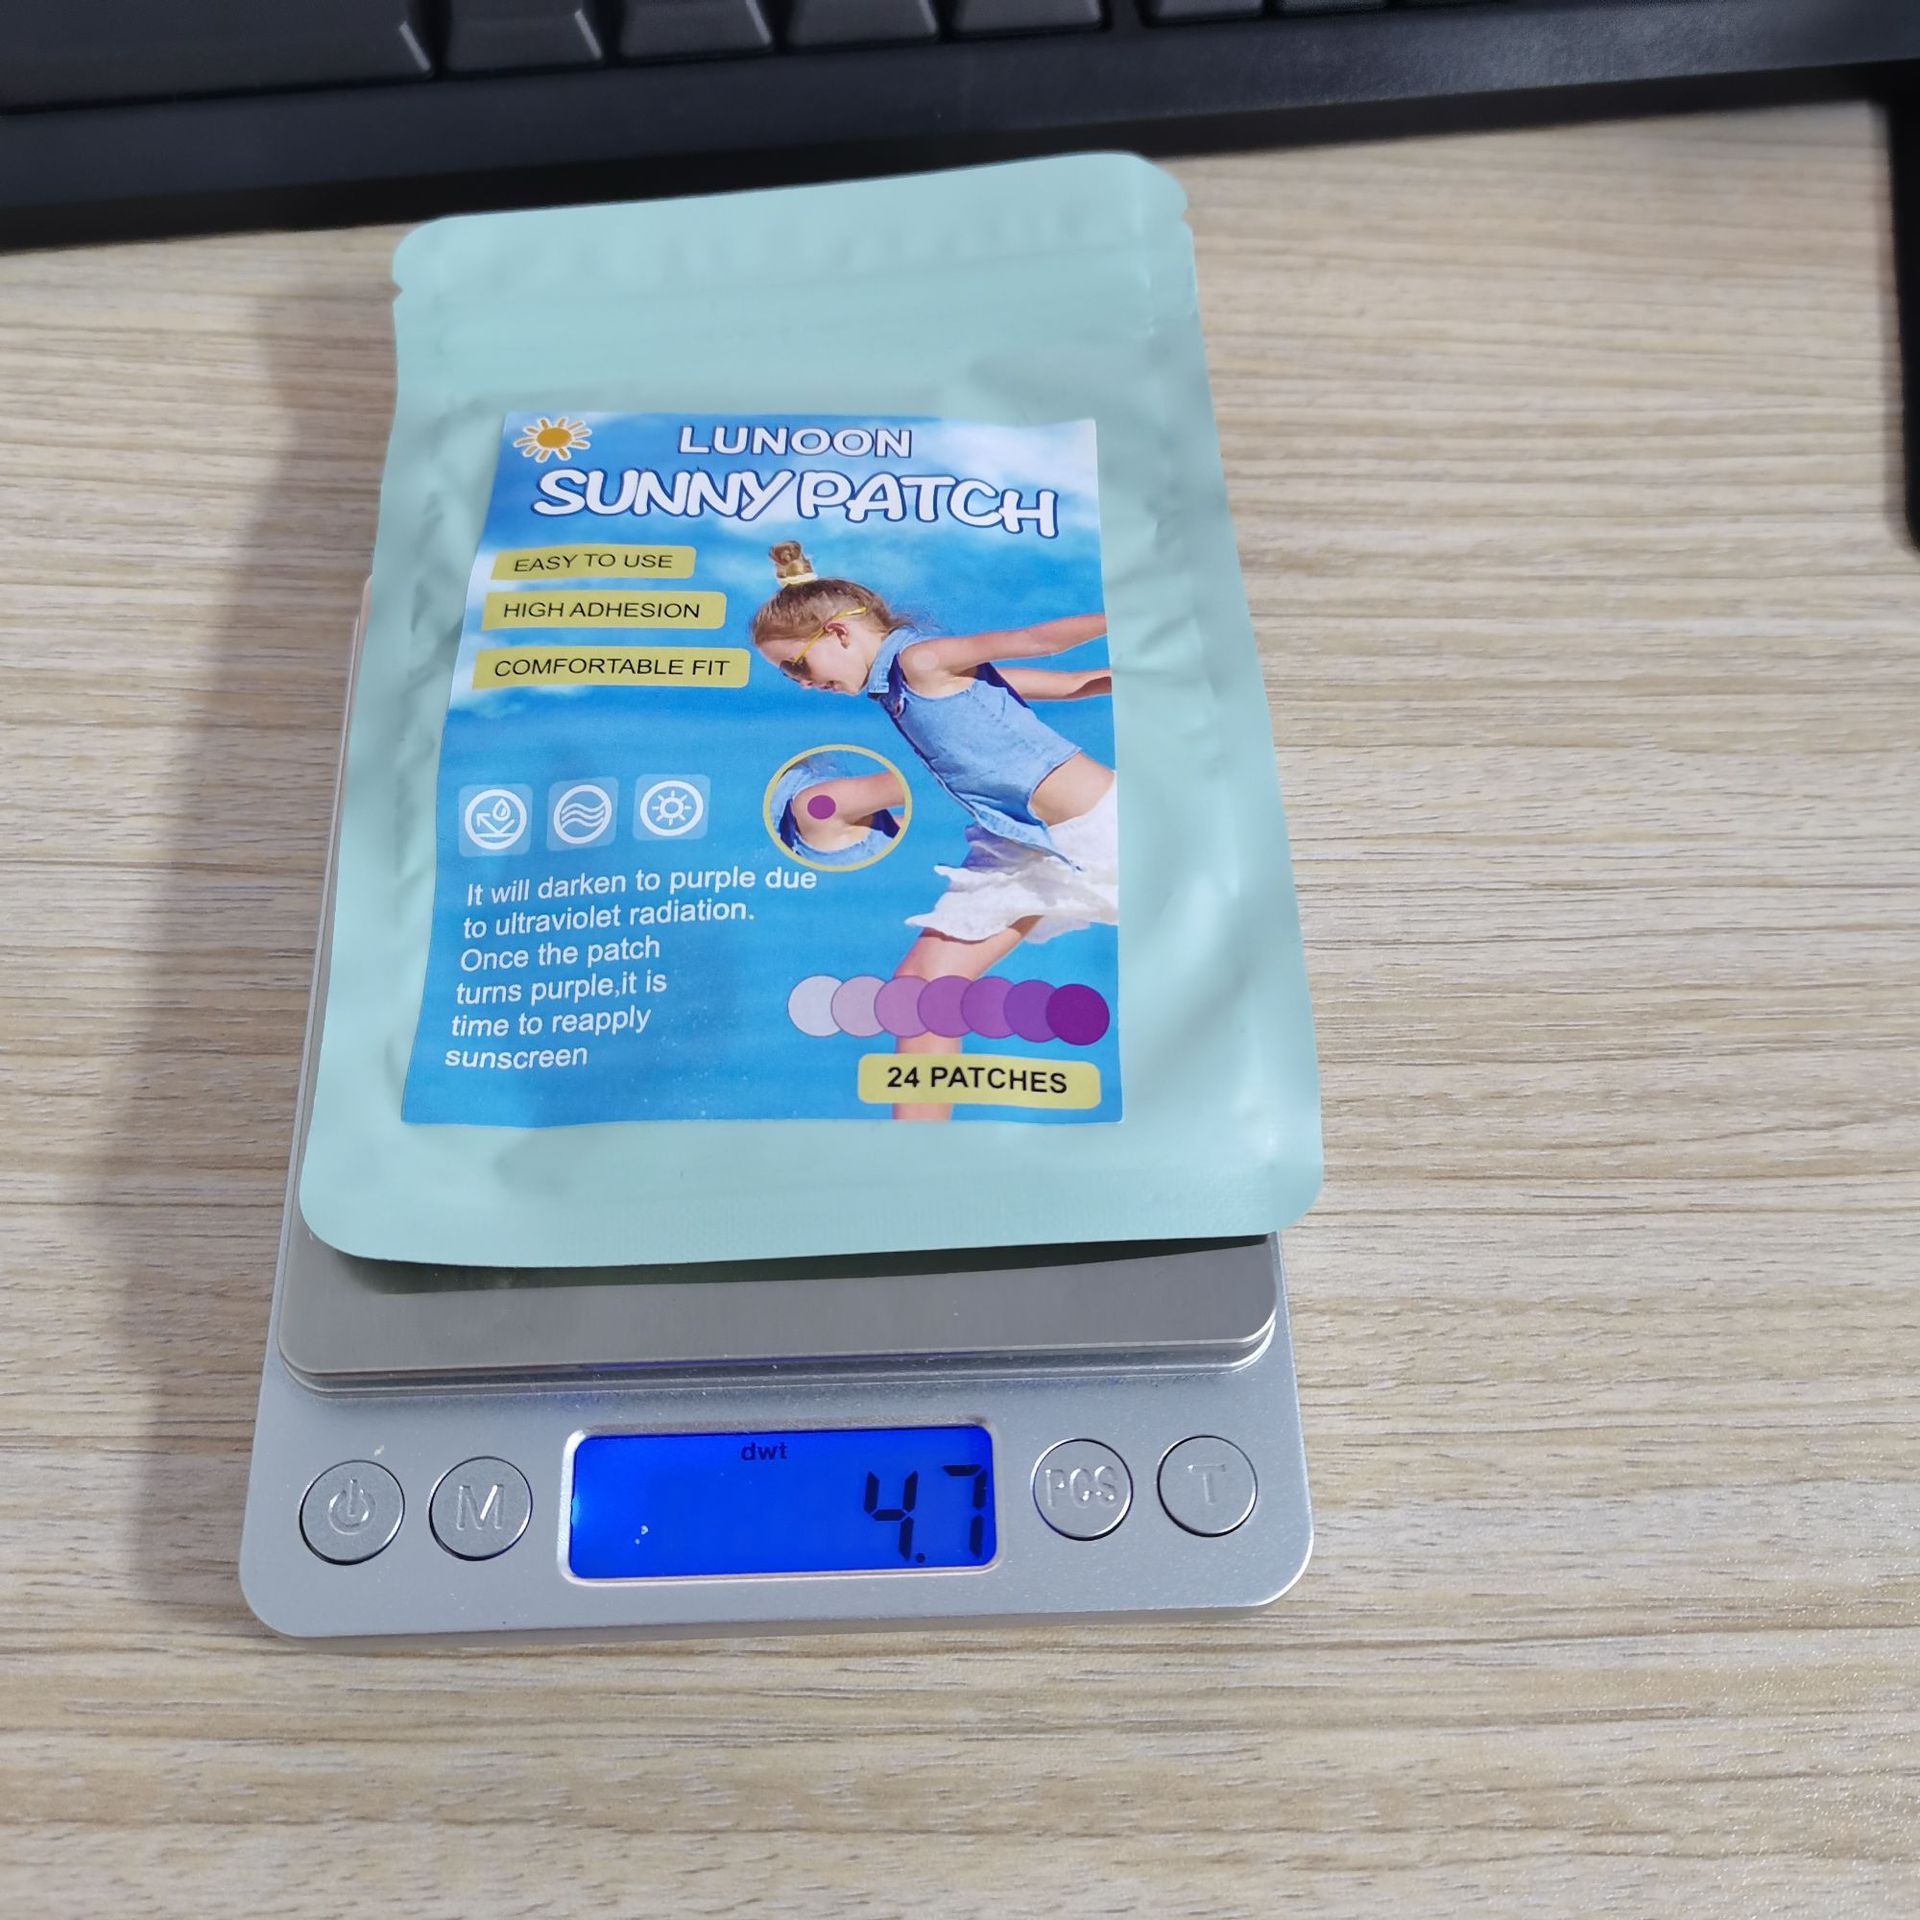 LUNOON
SUNNYPATCH
EASY TO USE
HIGH ADHESION
COMFORTABLE FIT
It will darken to purple due
to ultraviolet radiation.
Once the patch
turns purple,it is
time to reapply
sunscreen
24 PATCHES
dwt
4.7
M
PCS
T